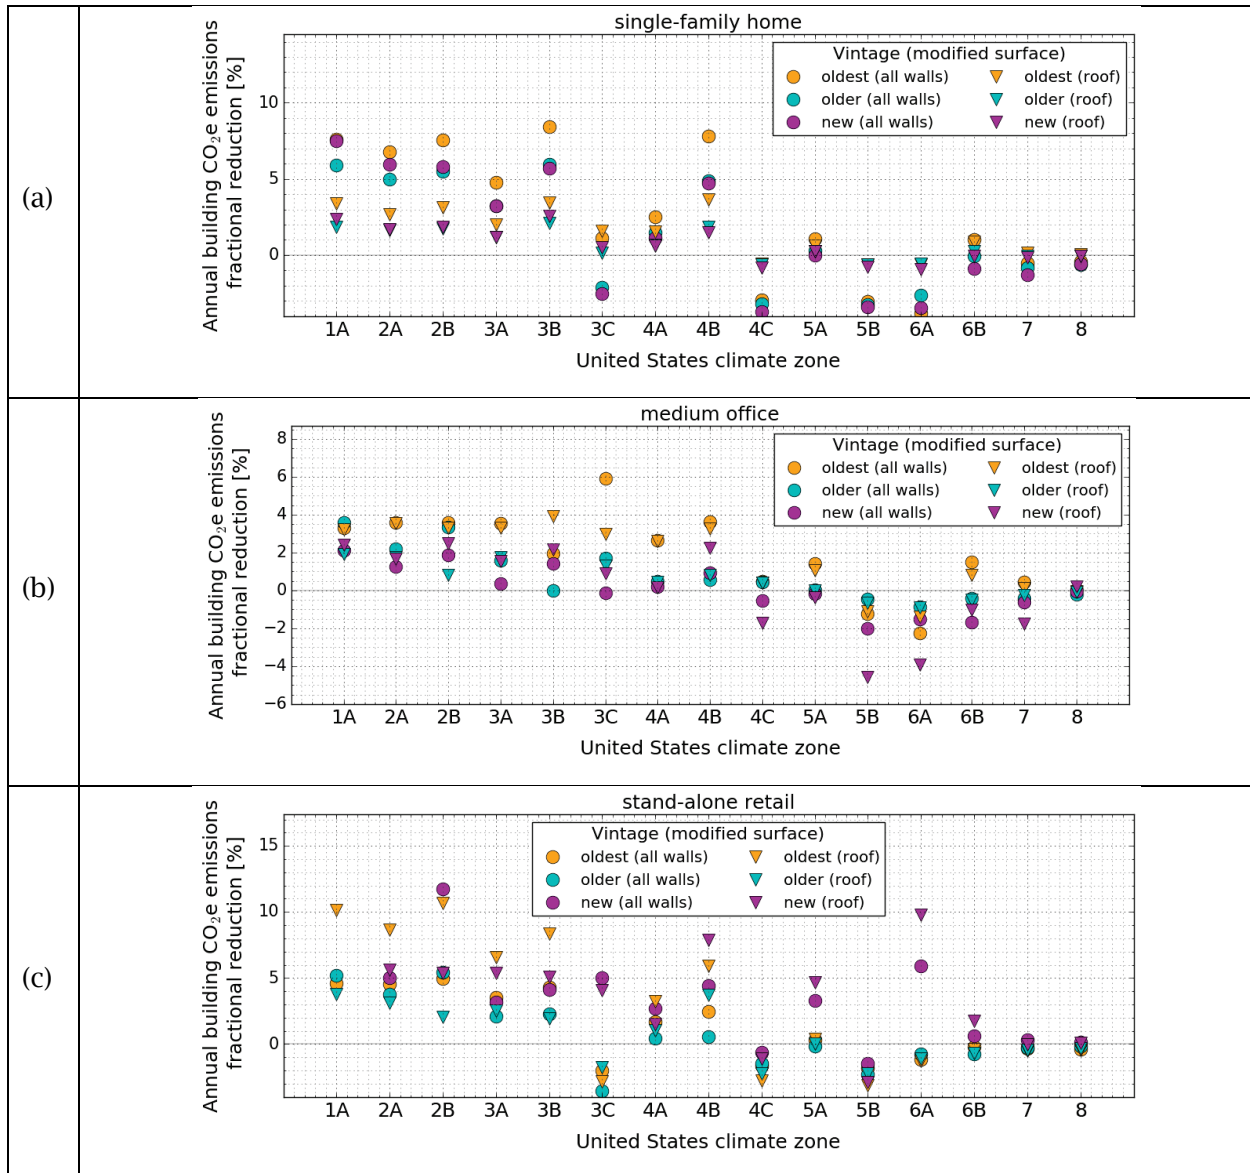 (a)
single-family home
Annual building CO₂e emissions
fractional reduction [%]
Vintage (modified surface)
oldest (all walls) oldest (roof)
older (all walls) older (roof)
new (all walls) new (roof)
10
5
0
1A 2A 2B 3A 3B 3C 4A 4B 4C 5A 5B 6A 6B 7 8
United States climate zone
(b)
medium office
Annual building CO₂e emissions
fractional reduction [%]
Vintage (modified surface)
oldest (all walls) oldest (roof)
older (all walls) older (roof)
new (all walls) new (roof)
8
6
4
2
0
−2
−4
−6
1A 2A 2B 3A 3B 3C 4A 4B 4C 5A 5B 6A 6B 7 8
United States climate zone
(c)
stand-alone retail
Annual building CO₂e emissions
fractional reduction [%]
Vintage (modified surface)
oldest (all walls) oldest (roof)
older (all walls) older (roof)
new (all walls) new (roof)
15
10
5
0
1A 2A 2B 3A 3B 3C 4A 4B 4C 5A 5B 6A 6B 7 8
United States climate zone